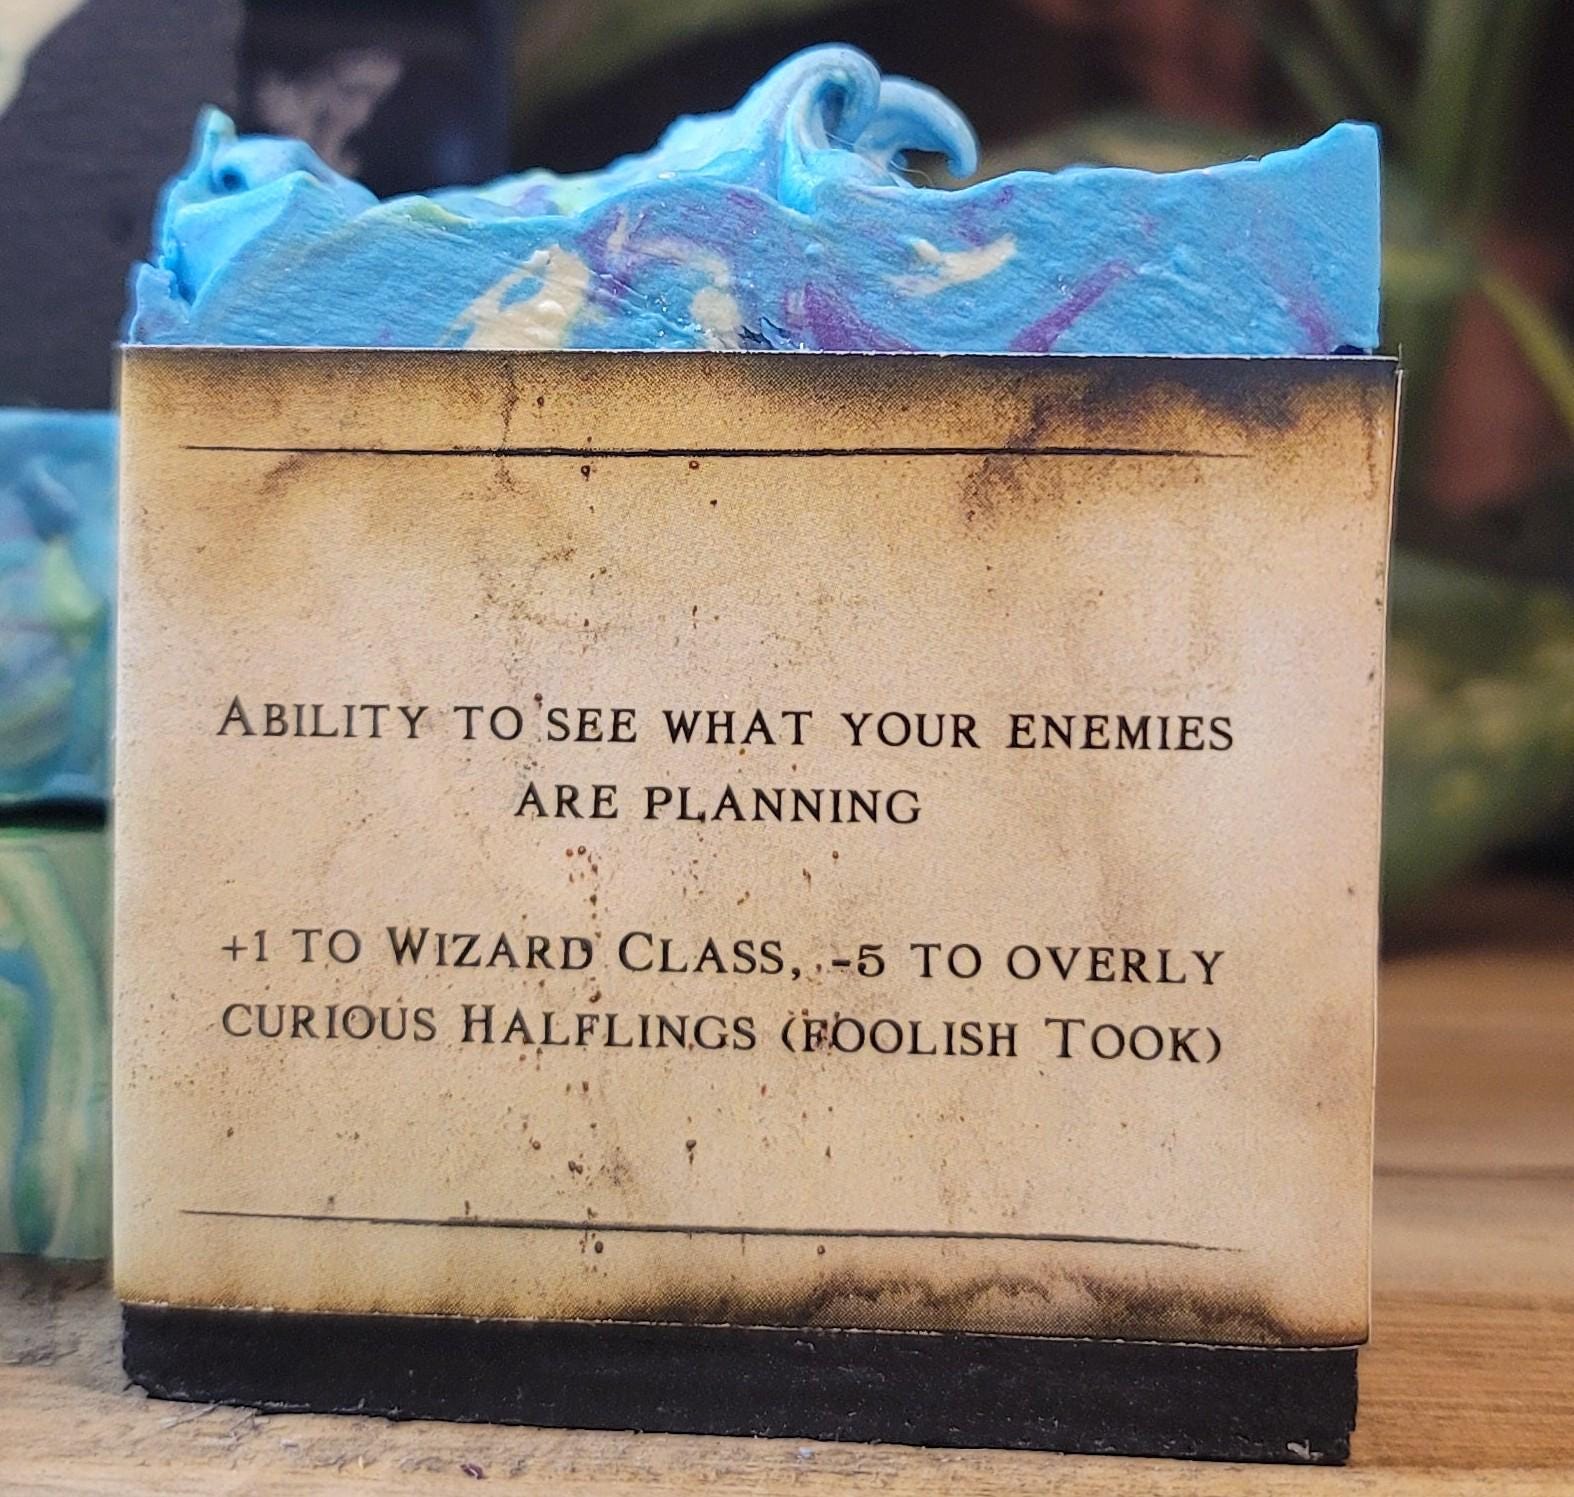 Ability to see what your enemies
are planning
+1 to Wizard Class, -5 to overly
curious Halflings (foolish Took)